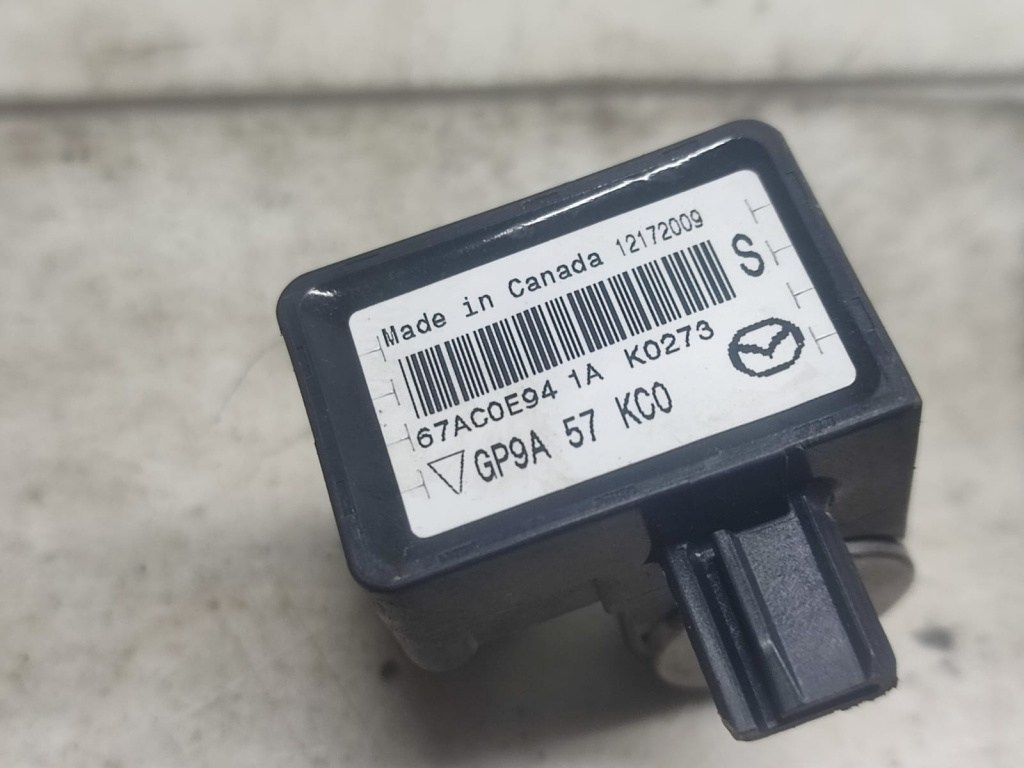 Made in Canada 12172009
S
67AC0E94 1A K0273
GP9A 57 KC0